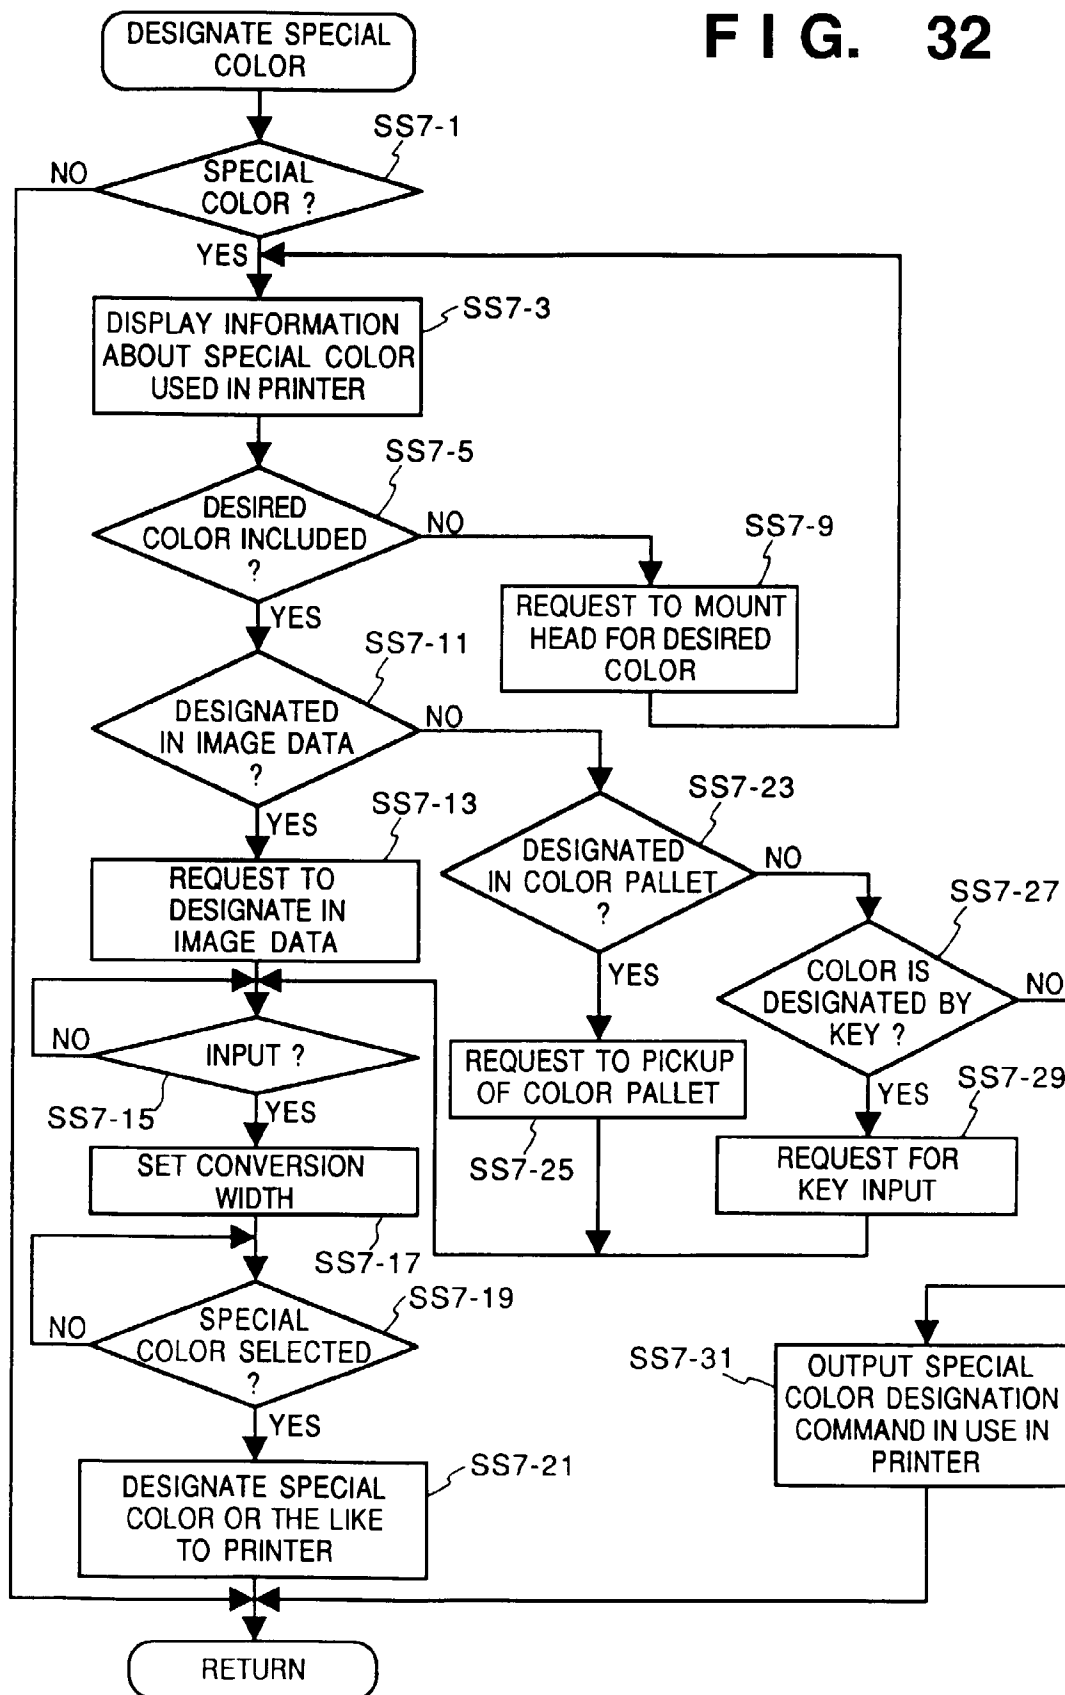 FIG. 32
DESIGNATE SPECIAL
COLOR
SS7-1
NO
SPECIAL
COLOR ?
YES
SS7-3
DISPLAY INFORMATION
ABOUT SPECIAL COLOR
USED IN PRINTER
SS7-5
DESIRED
COLOR INCLUDED
?
NO
YES
SS7-9
REQUEST TO MOUNT
HEAD FOR DESIRED
COLOR
SS7-11
DESIGNATED
IN IMAGE DATA
?
NO
YES
SS7-13
REQUEST TO
DESIGNATE IN
IMAGE DATA
SS7-23
DESIGNATED
IN COLOR PALLET
?
NO
YES
SS7-27
COLOR IS
DESIGNATED BY
KEY ?
NO
YES
INPUT ?
NO
SS7-15
YES
REQUEST TO PICKUP
OF COLOR PALLET
SS7-25
SS7-29
REQUEST FOR
KEY INPUT
SET CONVERSION
WIDTH
SS7-17
SS7-19
SPECIAL
COLOR SELECTED
?
NO
YES
SS7-31
OUTPUT SPECIAL
COLOR DESIGNATION
COMMAND IN USE IN
PRINTER
SS7-21
DESIGNATE SPECIAL
COLOR OR THE LIKE
TO PRINTER
RETURN